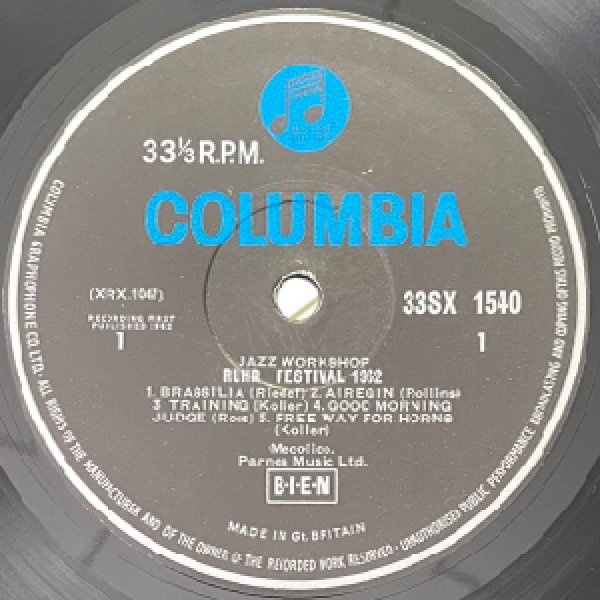 33⅓ R.P.M.
COLUMBIA
(XRX.1047)
33SX 1540
RECORDING FIRST
PUBLISHED 1962
1
1
JAZZ WORKSHOP
RUHR FESTIVAL 1962
1. BRASSILIA (Riedel) 2. AIREGIN (Rollins)
3. TRAINING (Koller) 4. GOOD MORNING
JUDGE (Ross) 5. FREE WAY FOR HORNS
(Koller)
Mecolico.
Parnes Music Ltd.
B·I·E·N
MADE IN GT. BRITAIN
COLUMBIA GRAPHOPHONE CO. LTD. · ALL RIGHTS OF THE MANUFACTURER AND OF THE OWNER OF THE RECORDED WORK RESERVED · UNAUTHORISED PUBLIC PERFORMANCE BROADCASTING AND COPYING OF THIS RECORD PROHIBITED